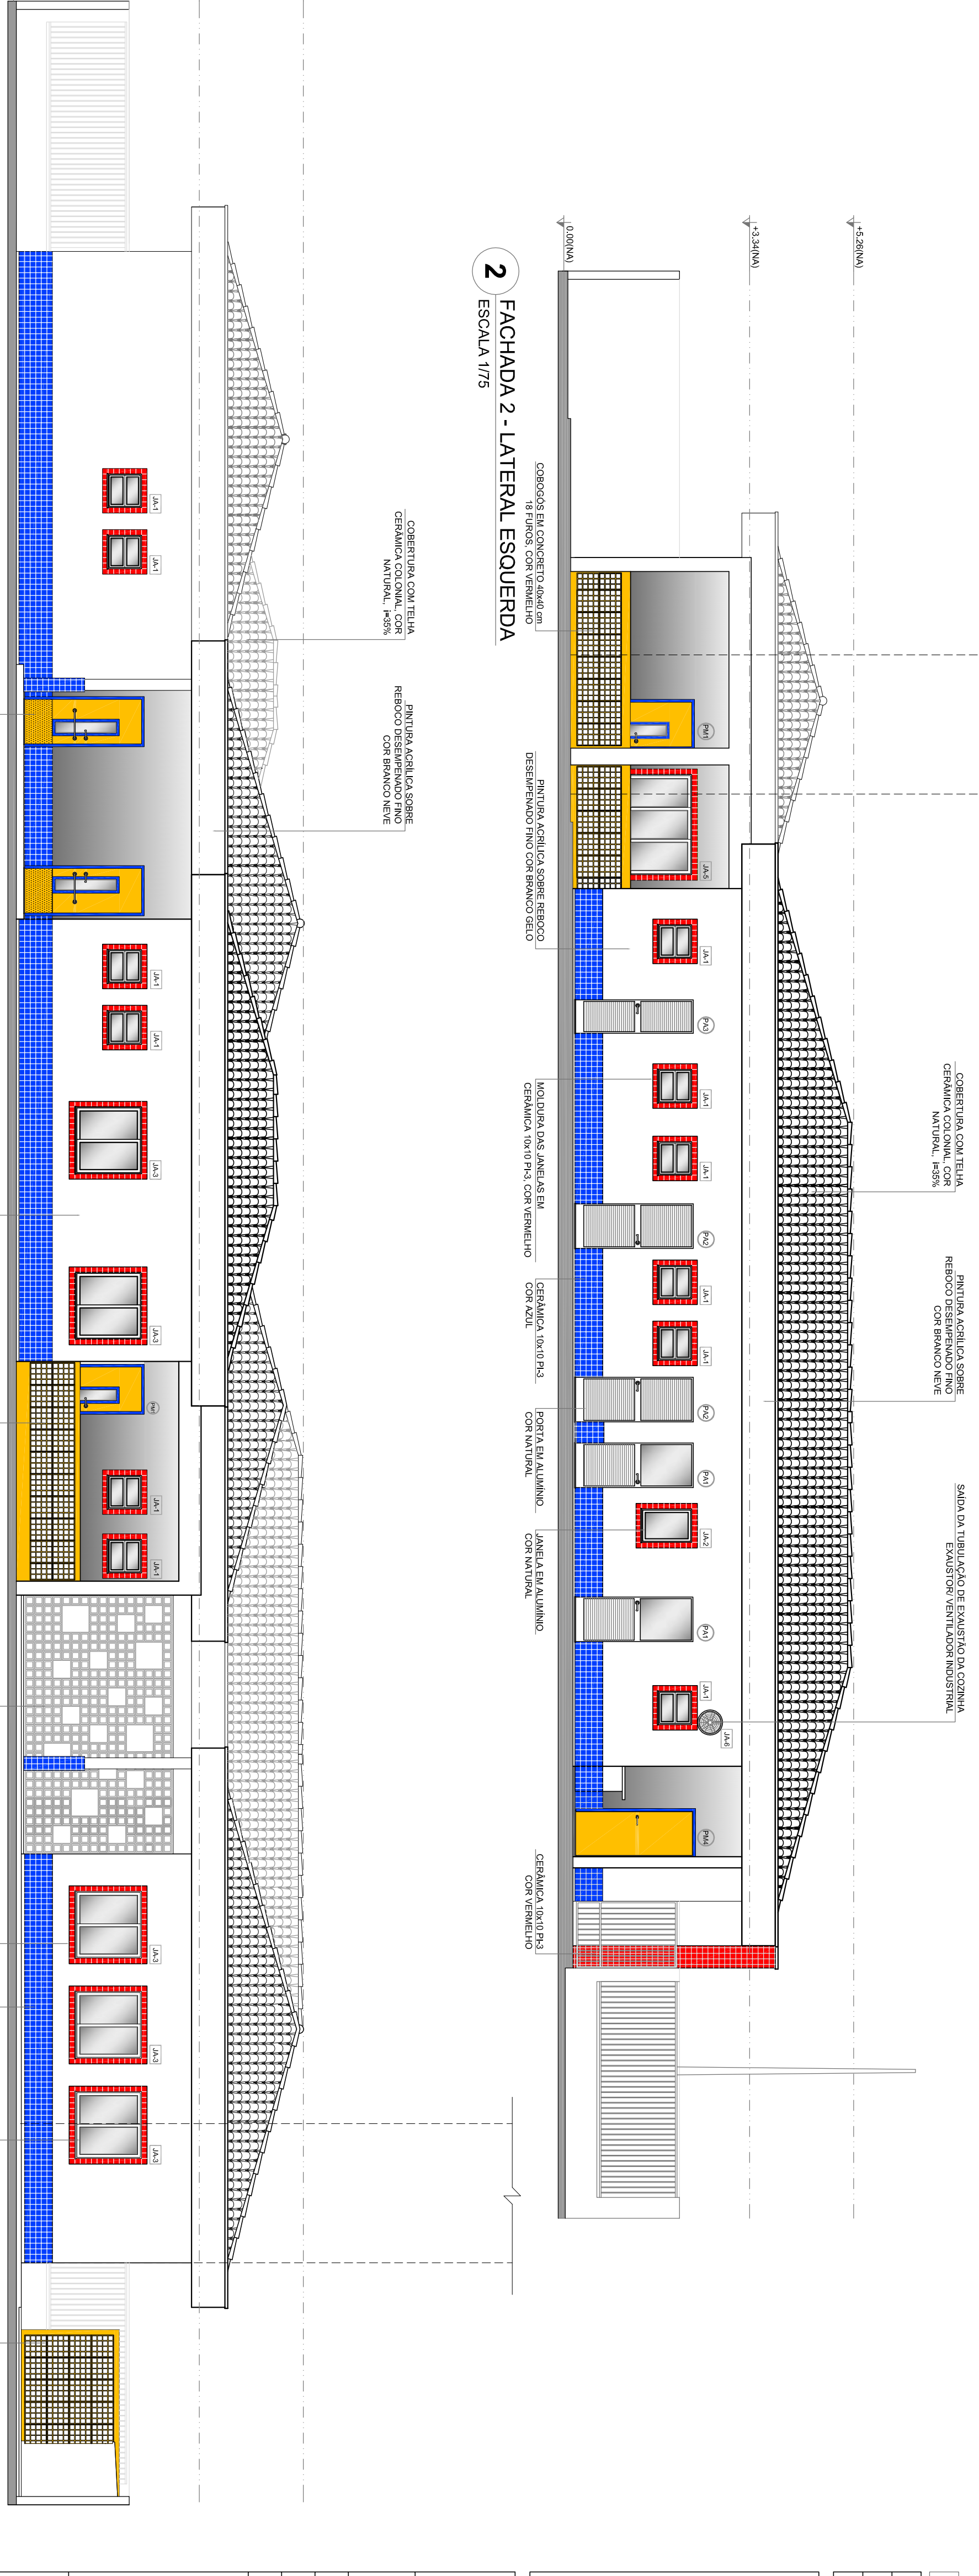 +5.26(NA)
+3.34(NA)
0.00(NA)
COBERTURA COM TELHA
CERÂMICA COLONIAL, COR
NATURAL, i=35%
PINTURA ACRÍLICA SOBRE
REBOCO DESEMPENADO FINO
COR BRANCO NEVE
SAÍDA DA TUBULAÇÃO DE EXAUSTÃO DA COZINHA
EXAUSTOR/ VENTILADOR INDUSTRIAL
PM1
JA-5
JA-1
PA3
JA-1
JA-1
PA2
JA-1
JA-1
PA2
PA1
JA-2
PA1
JA-1
JA-6
PM4
COBOGÓS EM CONCRETO 40x40 cm
18 FUROS, COR VERMELHO
PINTURA ACRÍLICA SOBRE REBOCO
DESEMPENADO FINO COR BRANCO GELO
MOLDURA DAS JANELAS EM
CERÂMICA 10x10 PI-3, COR VERMELHO
CERÂMICA 10x10 PI-3
COR AZUL
PORTA EM ALUMÍNIO
COR NATURAL
JANELA EM ALUMÍNIO
COR NATURAL
CERÂMICA 10x10 PI-3
COR VERMELHO
2
FACHADA 2 - LATERAL ESQUERDA
ESCALA 1/75
COBERTURA COM TELHA
CERÂMICA COLONIAL, COR
NATURAL, i=35%
PINTURA ACRÍLICA SOBRE
REBOCO DESEMPENADO FINO
COR BRANCO NEVE
JA-1
JA-1
JA-1
JA-1
JA-3
JA-3
PM1
JA-1
JA-1
JA-3
JA-3
JA-3